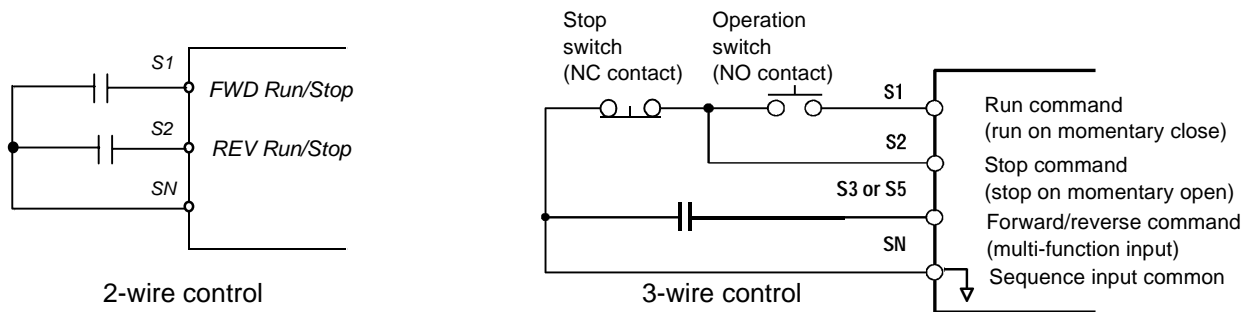 S1
FWD Run/Stop
S2
REV Run/Stop
SN
2-wire control
Stop
switch
(NC contact)
Operation
switch
(NO contact)
S1
Run command
(run on momentary close)
S2
Stop command
(stop on momentary open)
S3 or S5
Forward/reverse command
(multi-function input)
SN
Sequence input common
3-wire control